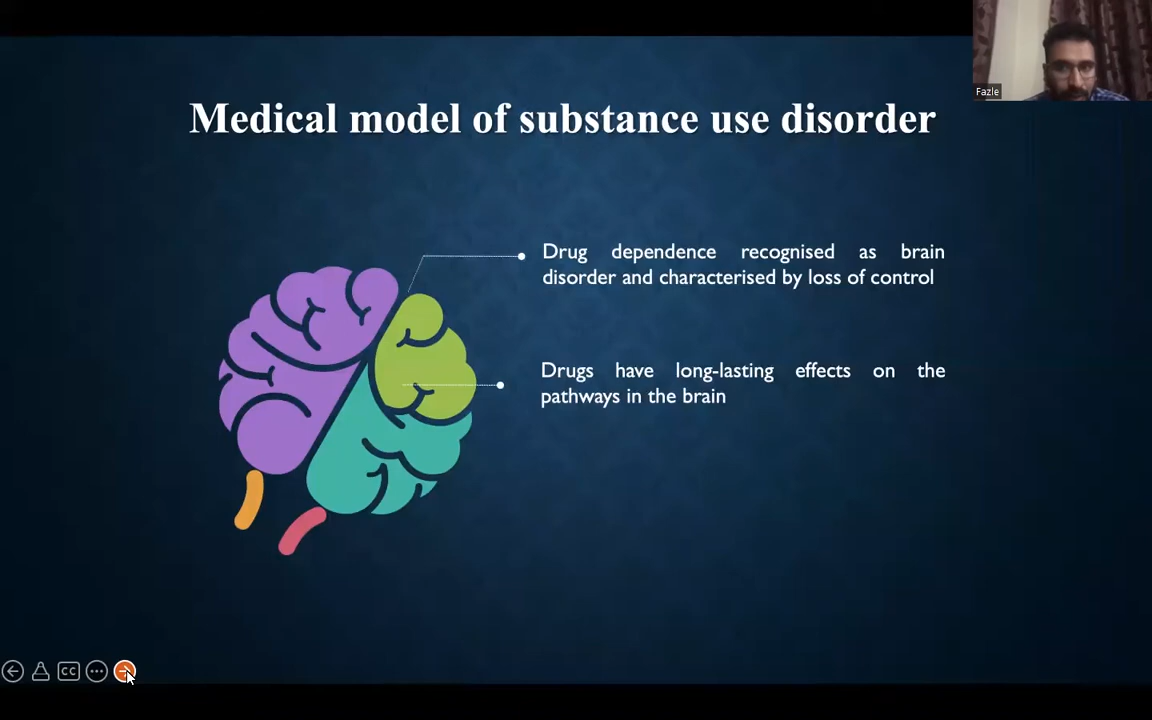 Fazle
Medical model of substance use disorder
Drug dependence recognised as brain
disorder and characterised by loss of control
Drugs have long-lasting effects on the
pathways in the brain
CC